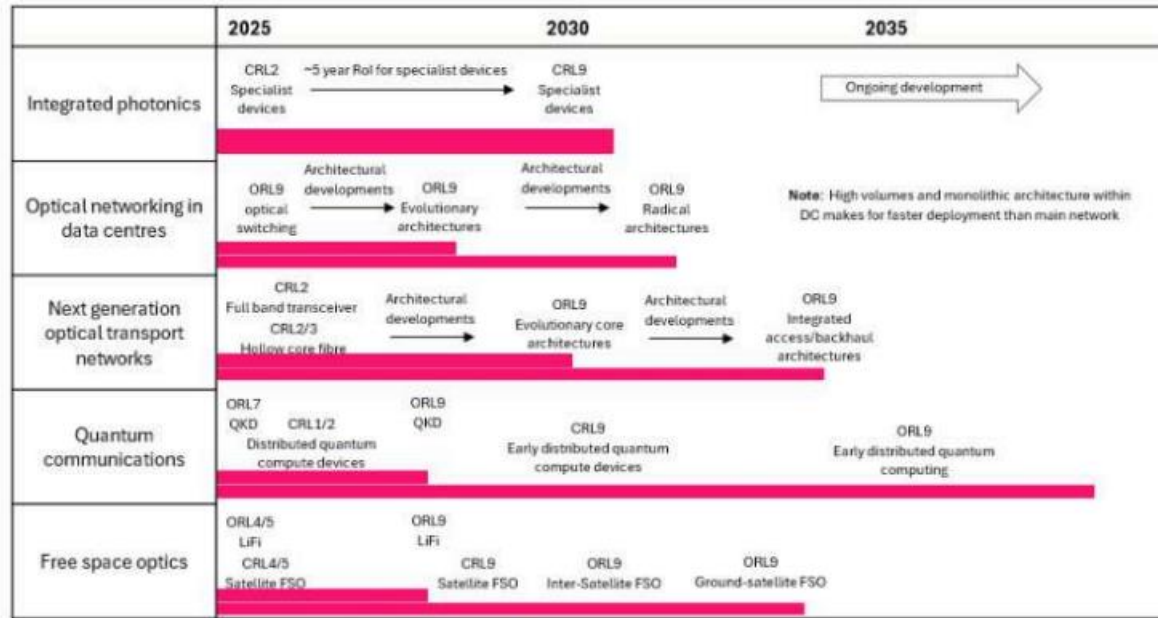 2025 2030 2035
Integrated photonics
CRL2
Specialist
devices
~5 year RoI for specialist devices
CRL9
Specialist
devices
Ongoing development
Optical networking in
data centres
ORL9
optical
switching
Architectural
developments
ORL9
Evolutionary
architectures
Architectural
developments
ORL9
Radical
architectures
Note: High volumes and monolithic architecture within
DC makes for faster deployment than main network
Next generation
optical transport
networks
CRL2
Full band transceiver
CRL2/3
Hollow core fibre
Architectural
developments
ORL9
Evolutionary core
architectures
Architectural
developments
ORL9
Integrated
access/backhaul
architectures
Quantum
communications
ORL7
QKD
CRL1/2
Distributed quantum
compute devices
ORL9
QKD
CRL9
Early distributed quantum
compute devices
ORL9
Early distributed quantum
computing
Free space optics
ORL4/5
LiFi
CRL4/5
Satellite FSO
ORL9
LiFi
CRL9
Satellite FSO
ORL9
Inter-Satellite FSO
ORL9
Ground-satellite FSO